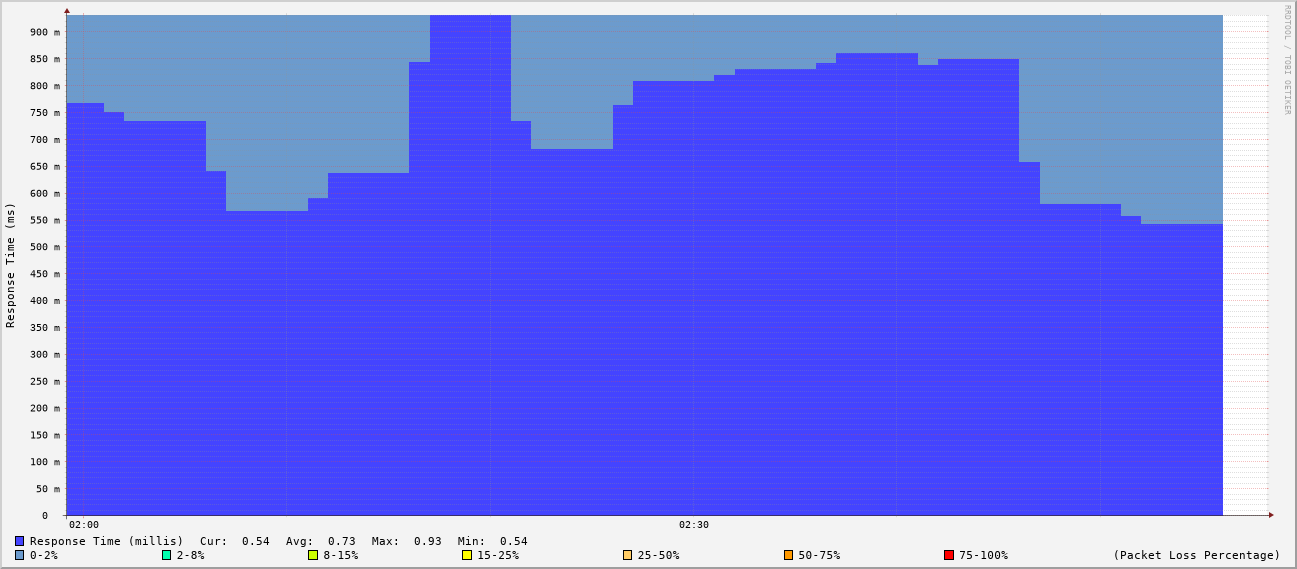 RRDTOOL / TOBI OETIKER
Response Time (ms)
900 m
850 m
800 m
750 m
700 m
650 m
600 m
550 m
500 m
450 m
400 m
350 m
300 m
250 m
200 m
150 m
100 m
50 m
0
02:00 02:30
Response Time (millis) Cur: 0.54 Avg: 0.73 Max: 0.93 Min: 0.54
0-2% 2-8% 8-15% 15-25% 25-50% 50-75% 75-100% (Packet Loss Percentage)